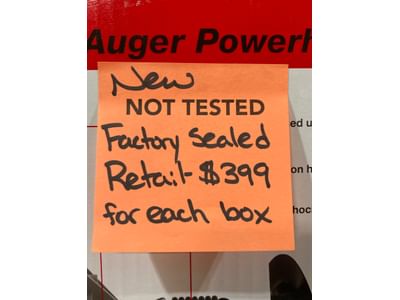 Auger Powerh
New
NOT TESTED
Factory Sealed
Retail- $399
for each box
ed u
on h
hoc